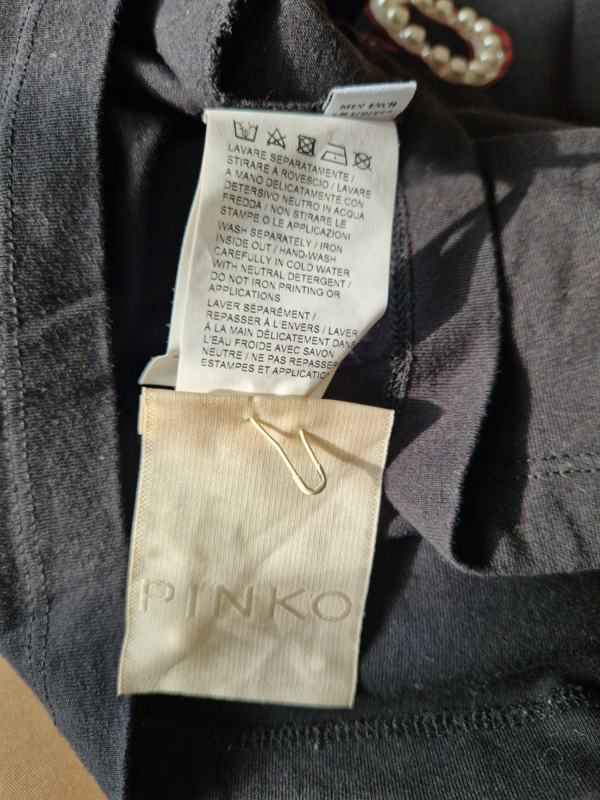 MEX EXCH
LAVARE SEPARATAMENTE /
STIRARE A ROVESCIO / LAVARE
A MANO DELICATAMENTE CON
DETERSIVO NEUTRO IN ACQUA
FREDDA / NON STIRARE LE
STAMPE O LE APPLICAZIONI
WASH SEPARATELY / IRON
INSIDE OUT / HAND-WASH
CAREFULLY IN COLD WATER
WITH NEUTRAL DETERGENT /
DO NOT IRON PRINTING OR
APPLICATIONS
LAVER SÉPARÉMENT /
REPASSER À L'ENVERS / LAVER
À LA MAIN DÉLICATEMENT DANS
L'EAU FROIDE AVEC SAVON
NEUTRE / NE PAS REPASSER
ESTAMPES ET APPLICATIO
PINKO